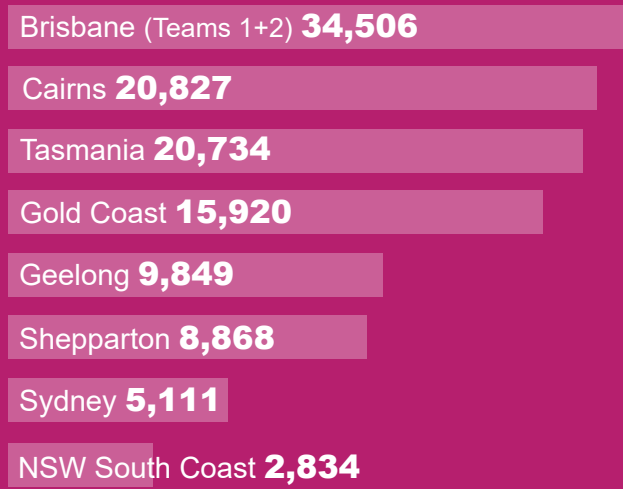 Brisbane (Teams 1+2) 34,506
Cairns 20,827
Tasmania 20,734
Gold Coast 15,920
Geelong 9,849
Shepparton 8,868
Sydney 5,111
NSW South Coast 2,834